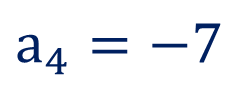 a₄ = −7